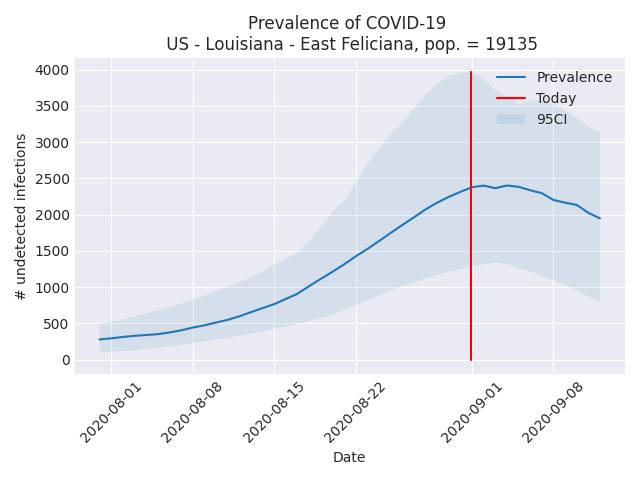 Prevalence of COVID-19
US - Louisiana - East Feliciana, pop. = 19135
Prevalence
Today
95CI
# undetected infections
4000
3500
3000
2500
2000
1500
1000
500
0
2020-08-01
2020-08-08
2020-08-15
2020-08-22
2020-09-01
2020-09-08
Date